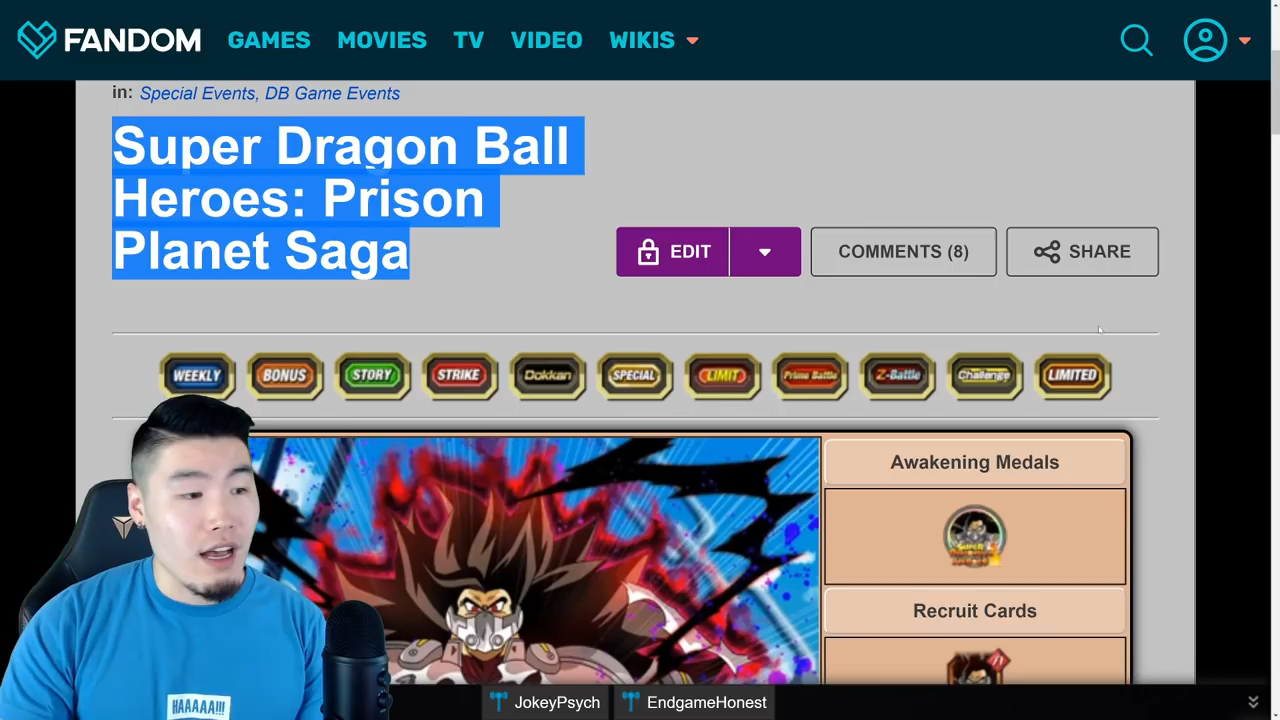 FANDOM GAMES MOVIES TV VIDEO WIKIS
in: Special Events, DB Game Events
Super Dragon Ball
Heroes: Prison
Planet Saga
EDIT COMMENTS (8) SHARE
WEEKLY BONUS STORY STRIKE Dokkan SPECIAL LIMIT Prime Battle Z-Battle Challenge LIMITED
Awakening Medals
Recruit Cards
HAAAAA!!!
JokeyPsych EndgameHonest